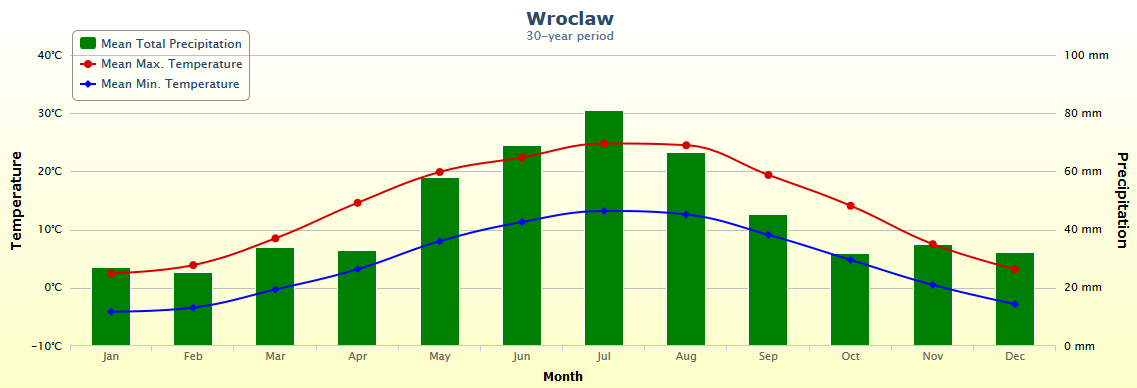 Wroclaw
30-year period
Mean Total Precipitation
Mean Max. Temperature
Mean Min. Temperature
40°C
30°C
20°C
10°C
0°C
-10°C
Temperature
100 mm
80 mm
60 mm
40 mm
20 mm
0 mm
Precipitation
Jan Feb Mar Apr May Jun Jul Aug Sep Oct Nov Dec
Month